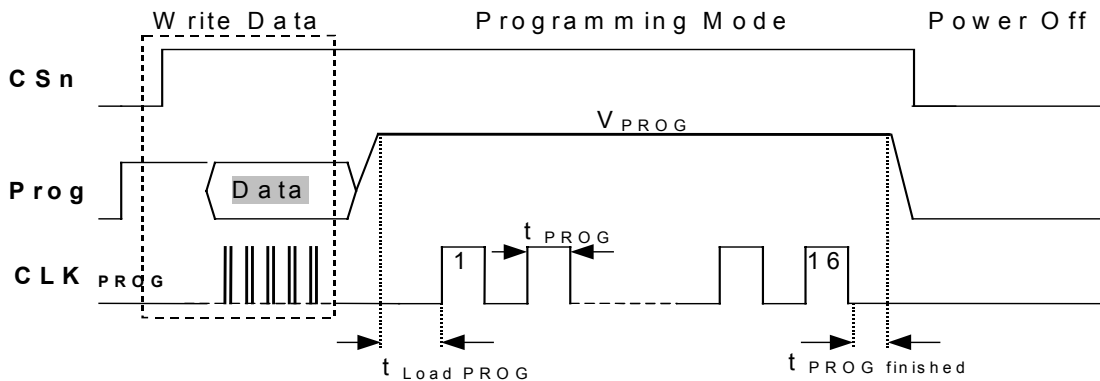 Write Data Programming Mode Power Off
CSn
VPROG
Prog Data
tPROG
1 16
CLKPROG
tLoad PROG tPROG finished